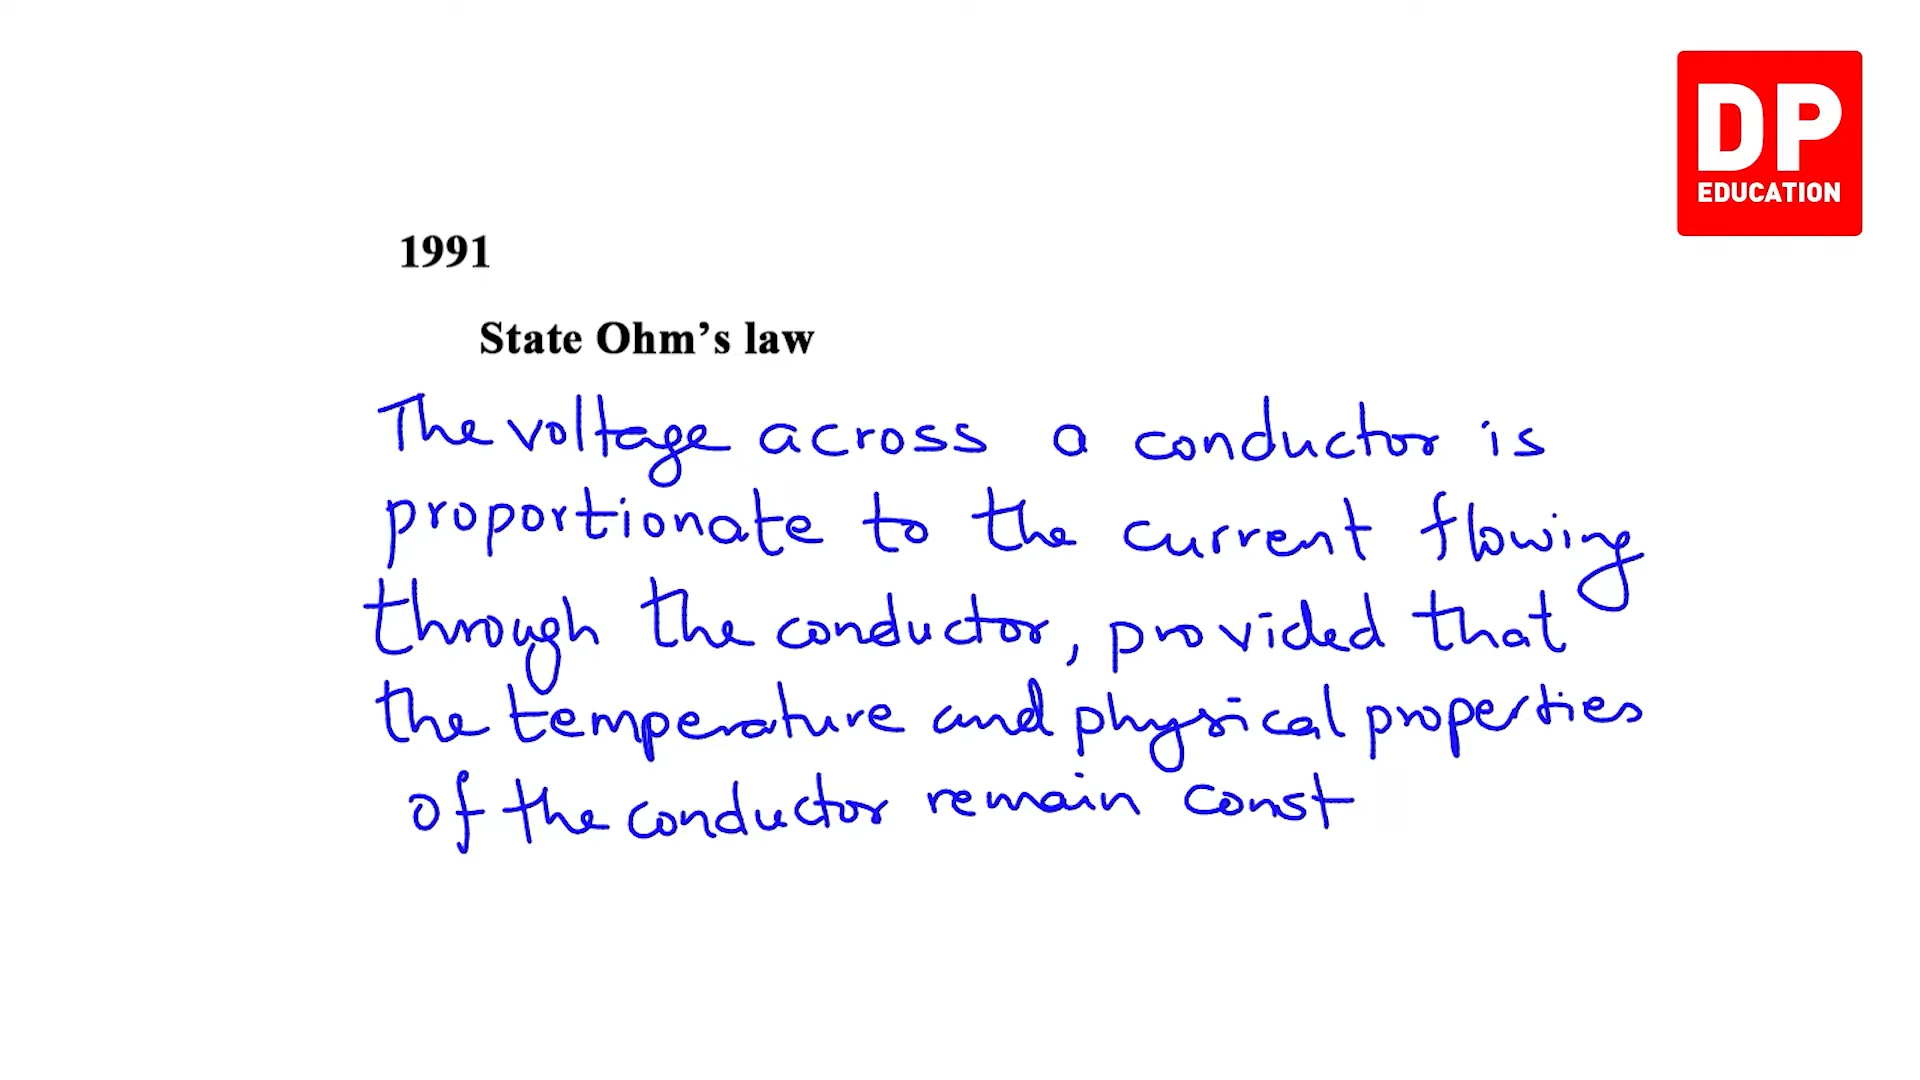 DP
EDUCATION
1991
State Ohm’s law
The voltage across a conductor is
proportionate to the current flowing
through the conductor, provided that
the temperature and physical properties
of the conductor remain const